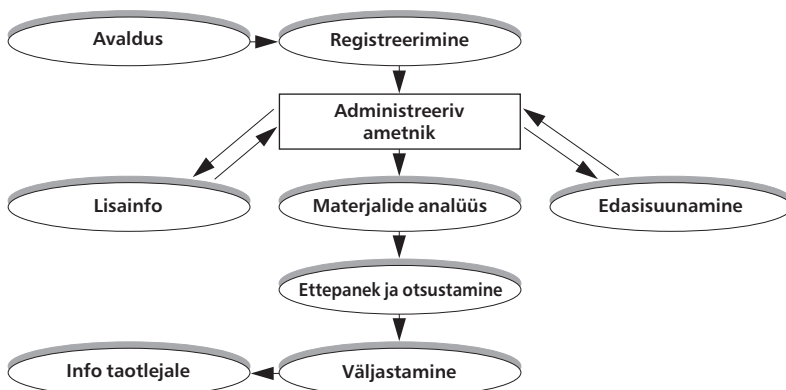 Avaldus
Registreerimine
Administreeriv
ametnik
Lisainfo
Materjalide analüüs
Edasisuunamine
Ettepanek ja otsustamine
Info taotlejale
Väljastamine